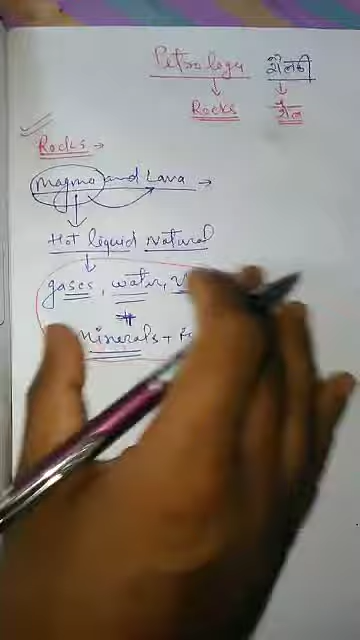 Petrology शैलकी
Rocks शैल
Rocks →
Magma and Lava →
Hot liquid Natural
gases, water,
+
Minerals +